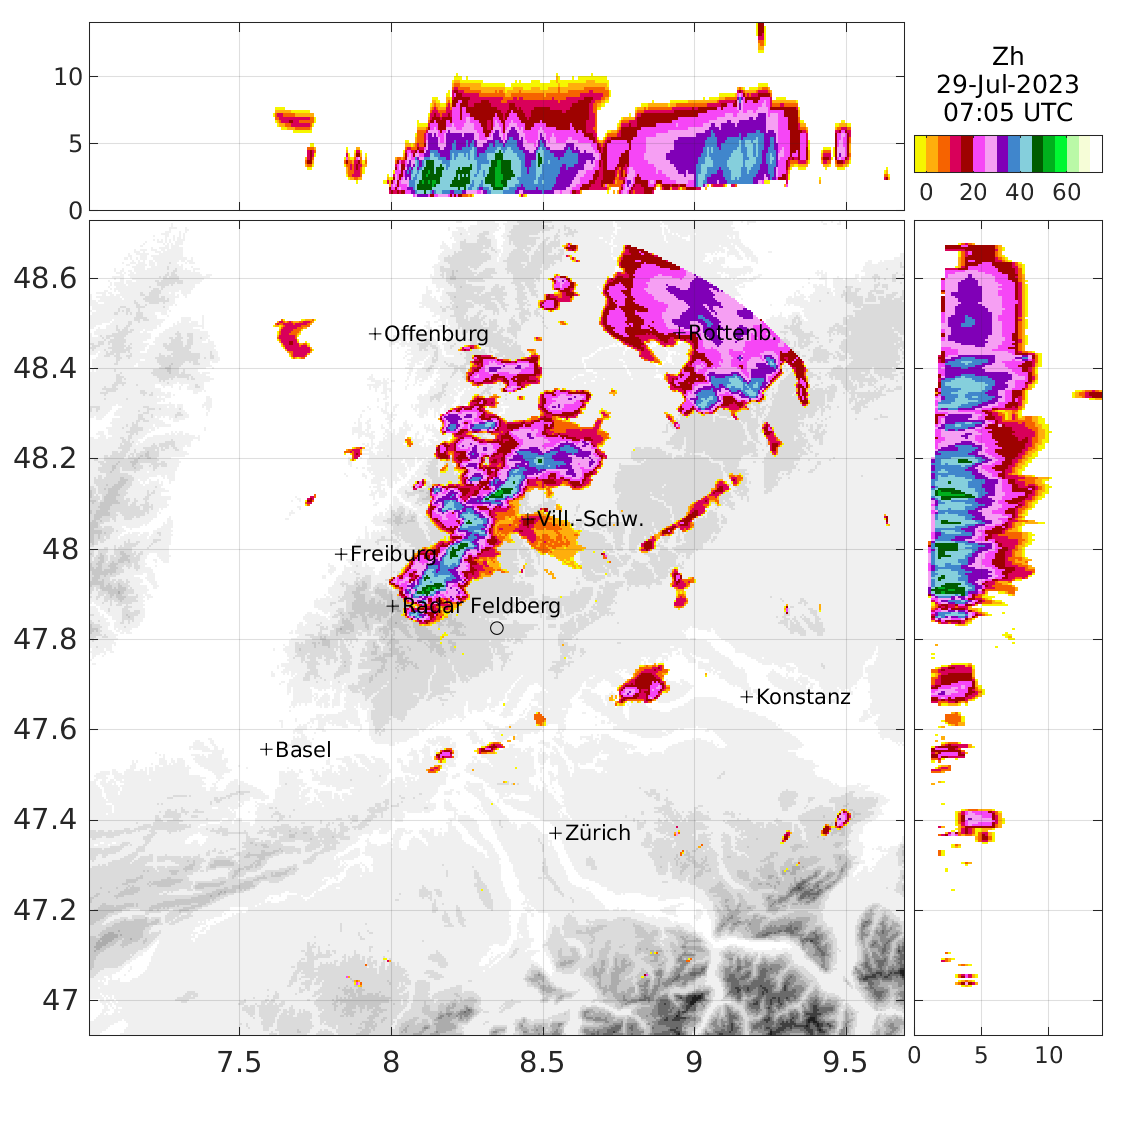 10
5
0
Zh
29-Jul-2023
07:05 UTC
0 20 40 60
48.6
48.4
48.2
48
47.8
47.6
47.4
47.2
47
+Offenburg
+Rottenb.
+Vill.-Schw.
+Freiburg
+Radar Feldberg
+Konstanz
+Basel
+Zürich
7.5 8 8.5 9 9.5
0 5 10